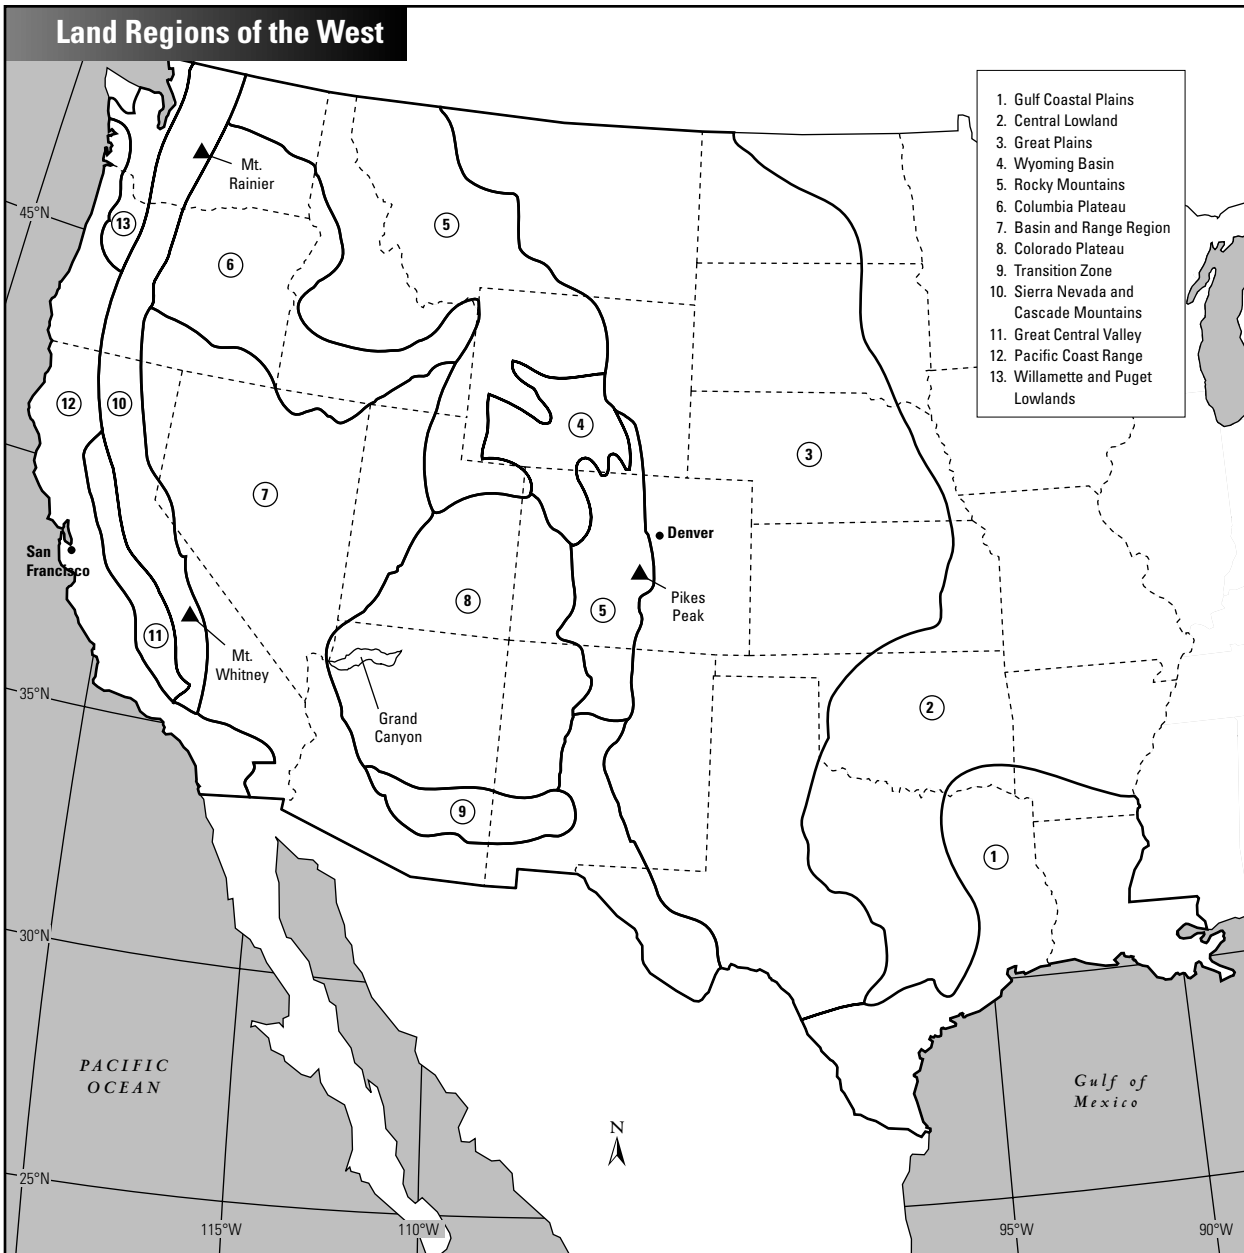 Land Regions of the West
1. Gulf Coastal Plains
2. Central Lowland
3. Great Plains
4. Wyoming Basin
5. Rocky Mountains
6. Columbia Plateau
7. Basin and Range Region
8. Colorado Plateau
9. Transition Zone
10. Sierra Nevada and
Cascade Mountains
11. Great Central Valley
12. Pacific Coast Range
13. Willamette and Puget
Lowlands
Mt.
Rainier
45°N
13
5
6
12
10
4
3
7
San
Francisco
Denver
Pikes
Peak
8
5
11
Mt.
Whitney
35°N
Grand
Canyon
2
9
1
30°N
PACIFIC
OCEAN
Gulf of
Mexico
N
25°N
115°W
110°W
95°W
90°W